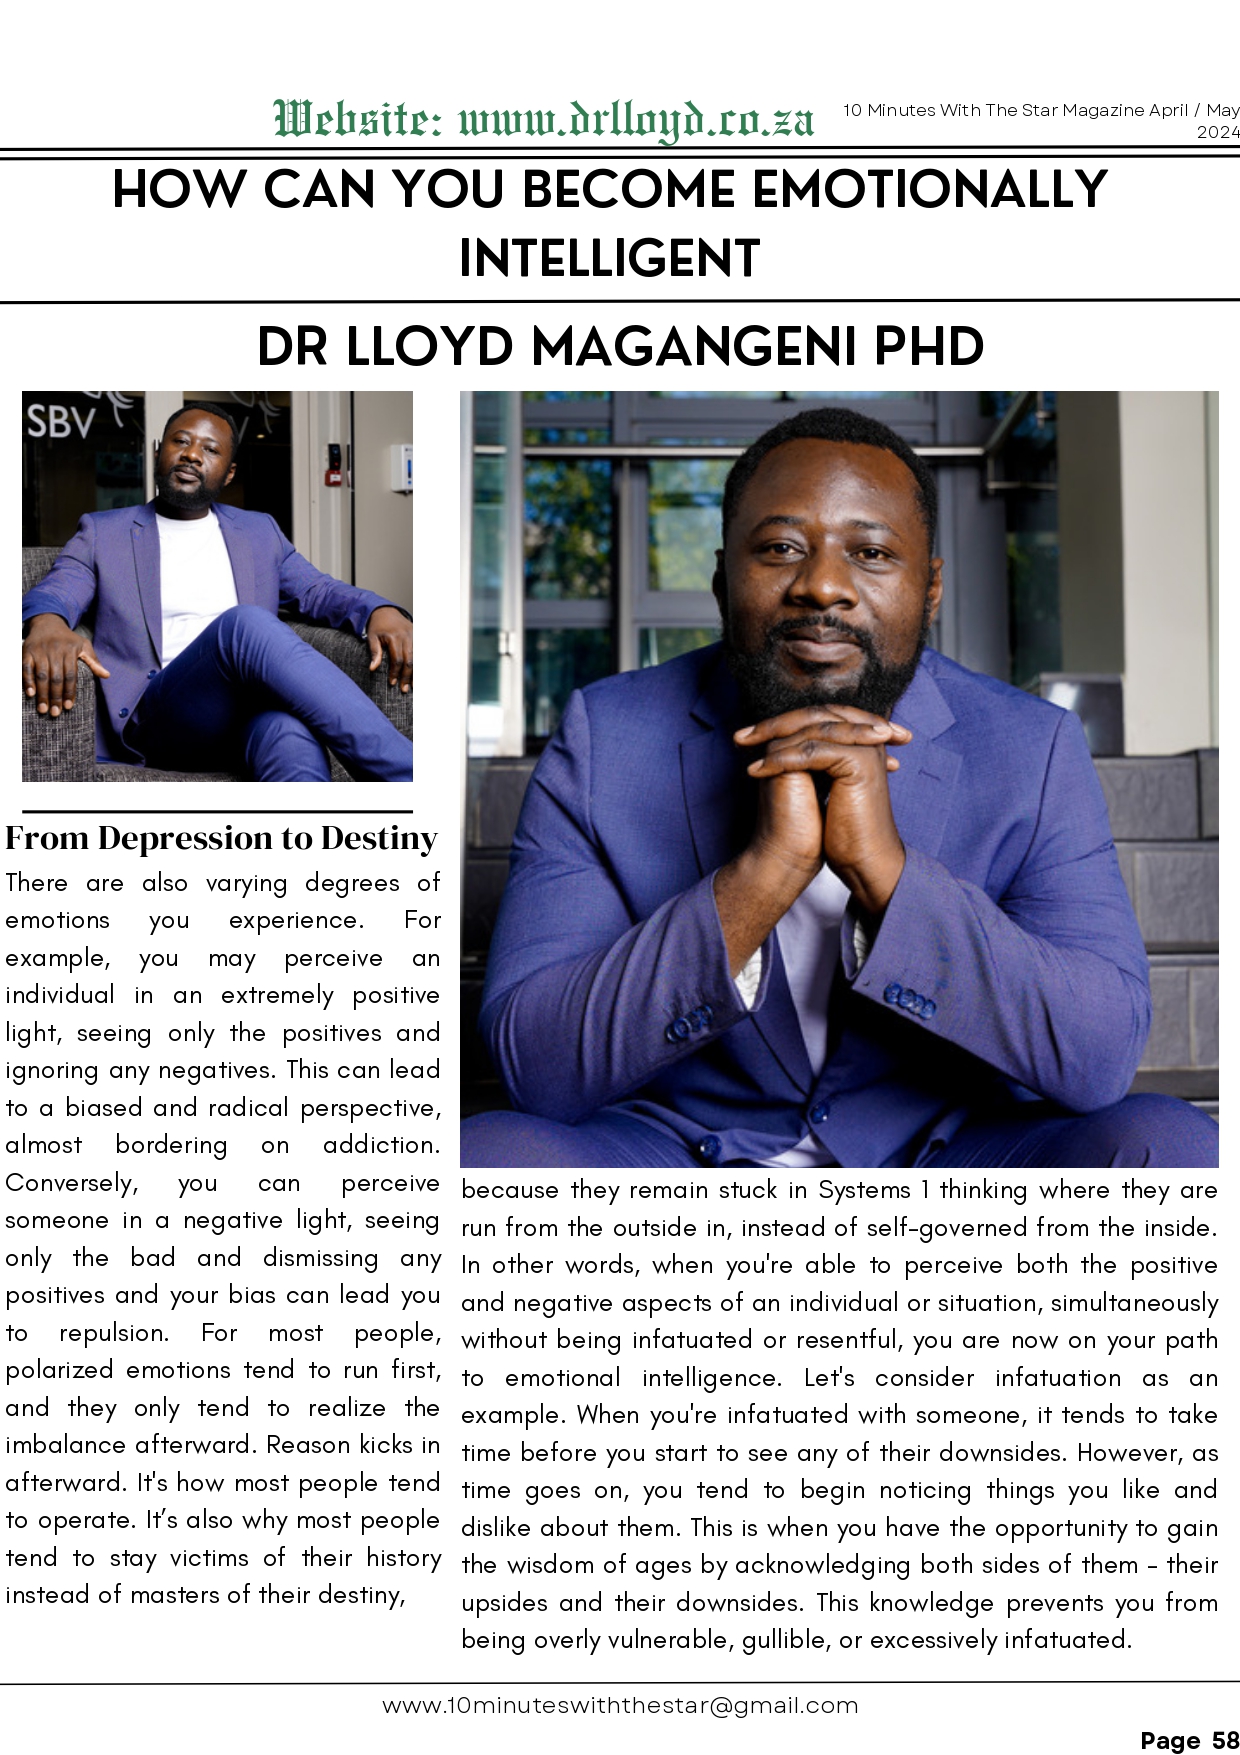 Website: www.drlloyd.co.za
10 Minutes With The Star Magazine April / May
2024
HOW CAN YOU BECOME EMOTIONALLY
INTELLIGENT
DR LLOYD MAGANGENI PHD
SBV
From Depression to Destiny
There are also varying degrees of
emotions you experience. For
example, you may perceive an
individual in an extremely positive
light, seeing only the positives and
ignoring any negatives. This can lead
to a biased and radical perspective,
almost bordering on addiction.
Conversely, you can perceive
someone in a negative light, seeing
only the bad and dismissing any
positives and your bias can lead you
to repulsion. For most people,
polarized emotions tend to run first,
and they only tend to realize the
imbalance afterward. Reason kicks in
afterward. It's how most people tend
to operate. It’s also why most people
tend to stay victims of their history
instead of masters of their destiny,
because they remain stuck in Systems 1 thinking where they are
run from the outside in, instead of self-governed from the inside.
In other words, when you're able to perceive both the positive
and negative aspects of an individual or situation, simultaneously
without being infatuated or resentful, you are now on your path
to emotional intelligence. Let's consider infatuation as an
example. When you're infatuated with someone, it tends to take
time before you start to see any of their downsides. However, as
time goes on, you tend to begin noticing things you like and
dislike about them. This is when you have the opportunity to gain
the wisdom of ages by acknowledging both sides of them - their
upsides and their downsides. This knowledge prevents you from
being overly vulnerable, gullible, or excessively infatuated.
www.10minuteswiththestar@gmail.com
Page 58